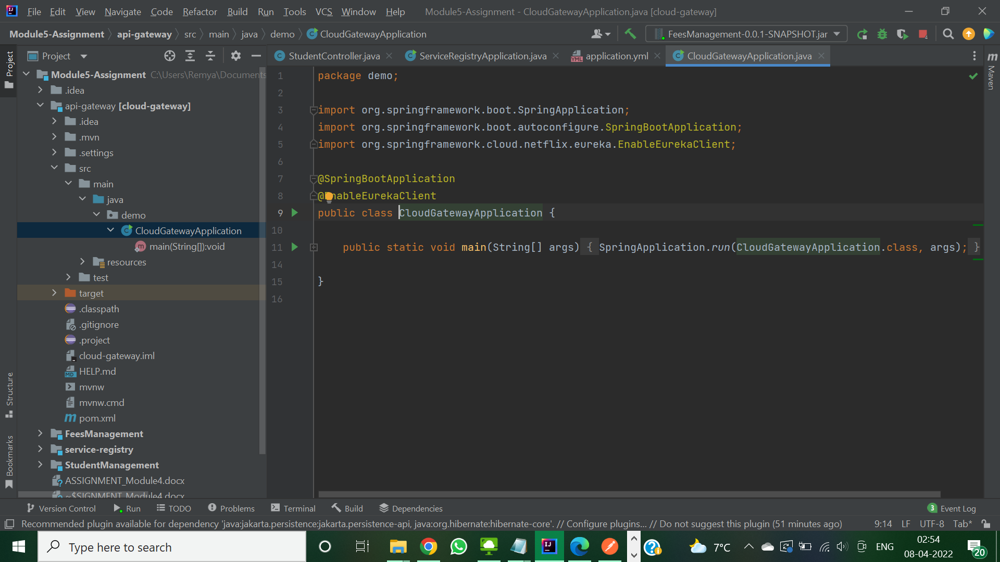 File Edit View Navigate Code Refactor Build Run Tools VCS Window Help Module5-Assignment - CloudGatewayApplication.java [cloud-gateway]
Module5-Assignment api-gateway src main java demo CloudGatewayApplication FeesManagement-0.0.1-SNAPSHOT.jar
Project
Project
StudentController.java ServiceRegistryApplication.java application.yml CloudGatewayApplication.java
Maven
Module5-Assignment C:\Users\Remya\Documents
.idea
api-gateway [cloud-gateway]
.idea
.mvn
.settings
src
main
java
demo
CloudGatewayApplication
main(String[]):void
resources
test
target
.classpath
.gitignore
.project
cloud-gateway.iml
HELP.md
mvnw
mvnw.cmd
pom.xml
FeesManagement
service-registry
StudentManagement
ASSIGNMENT_Module4.docx
~$SIGNMENT_Module4.docx
Structure
Bookmarks
1 package demo;
2
3 import org.springframework.boot.SpringApplication;
4 import org.springframework.boot.autoconfigure.SpringBootApplication;
5 import org.springframework.cloud.netflix.eureka.EnableEurekaClient;
6
7 @SpringBootApplication
8 @EnableEurekaClient
9 public class CloudGatewayApplication {
10
11 public static void main(String[] args) { SpringApplication.run(CloudGatewayApplication.class, args); }
14
15 }
16
Version Control Run TODO Problems Terminal Build Dependencies 3 Event Log
Recommended plugin available for dependency 'java:jakarta.persistence:jakarta.persistence-api, java:org.hibernate:hibernate-core'. // Configure plugins... // Do not suggest this plugin (51 minutes ago) 9:14 LF UTF-8 Tab*
Type here to search 7°C ENG 02:54
08-04-2022 20